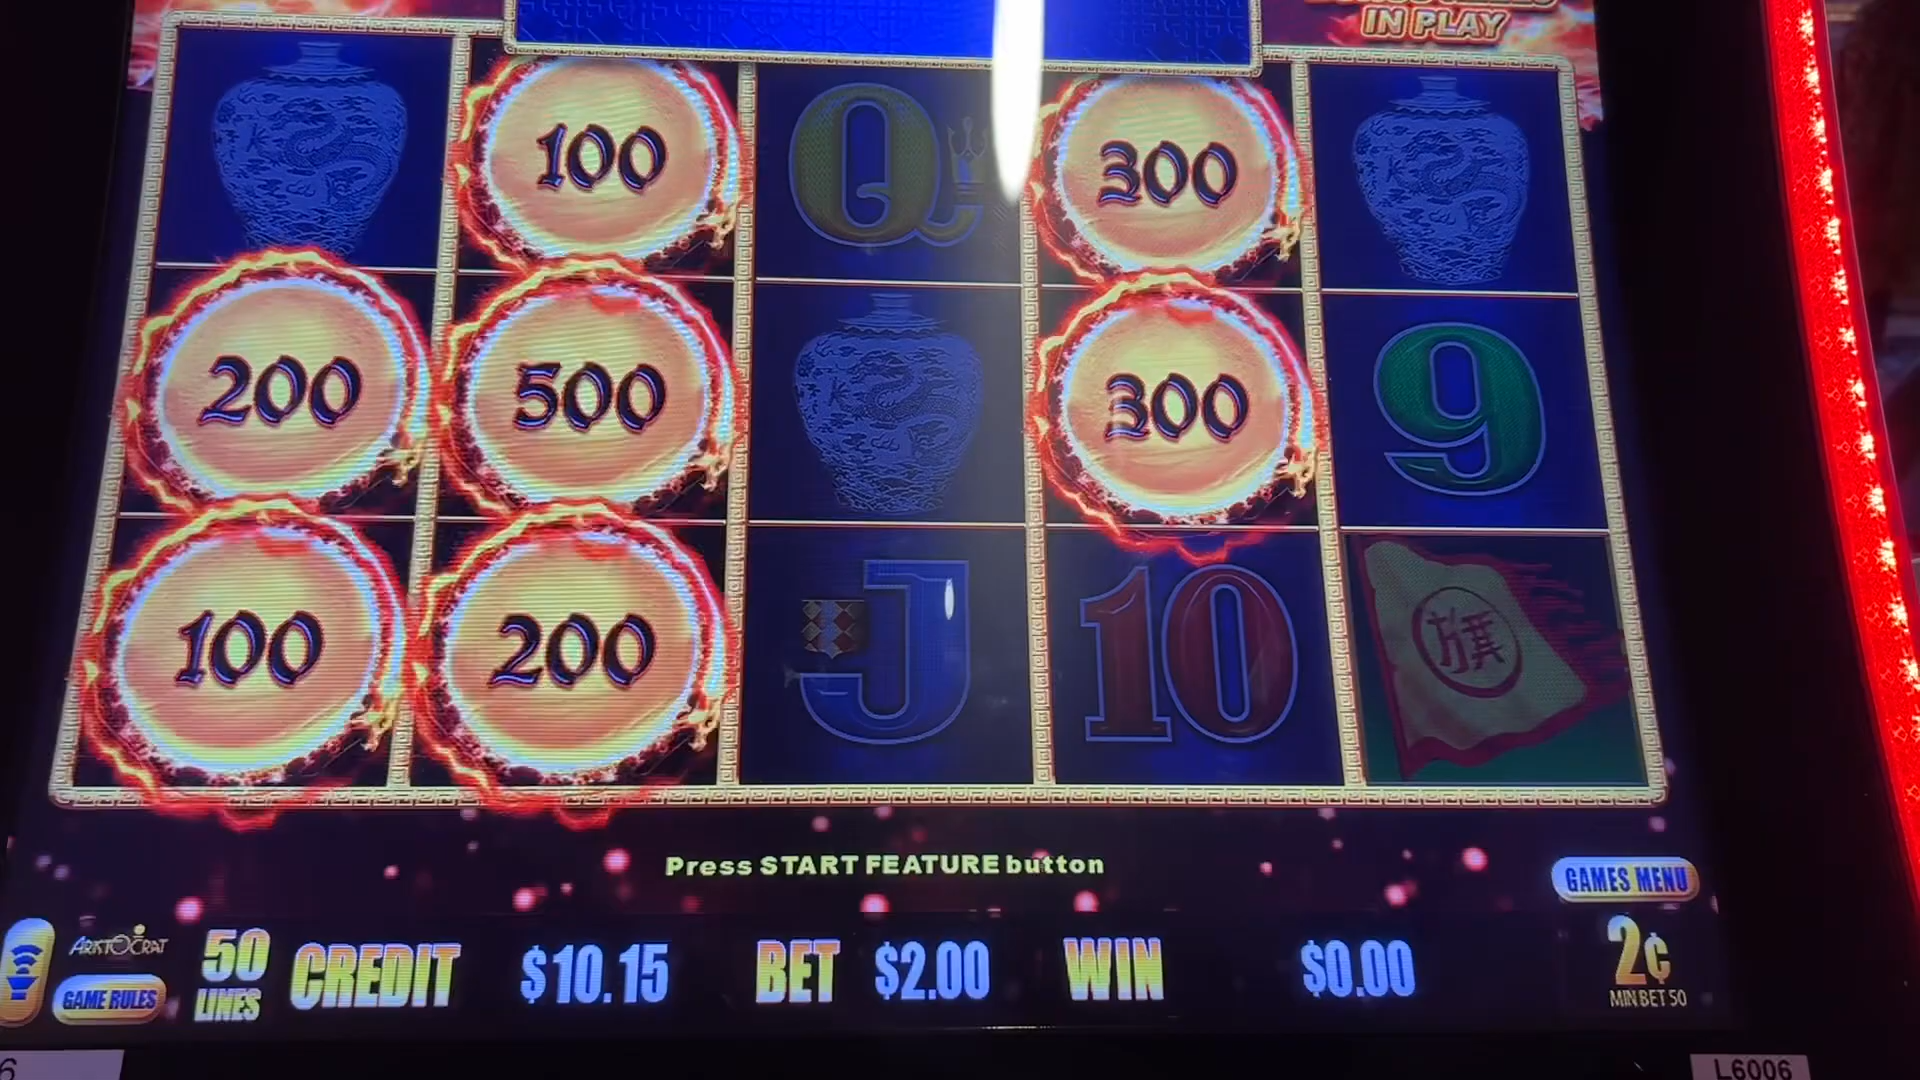 IN PLAY
100
Q
300
200
500
300
9
100
200
J
10
旗
Press START FEATURE button
GAMES MENU
ARISTOCRAT
GAME RULES
50
LINES
CREDIT $10.15 BET $2.00 WIN $0.00
2¢
MIN BET 50
6
L6006